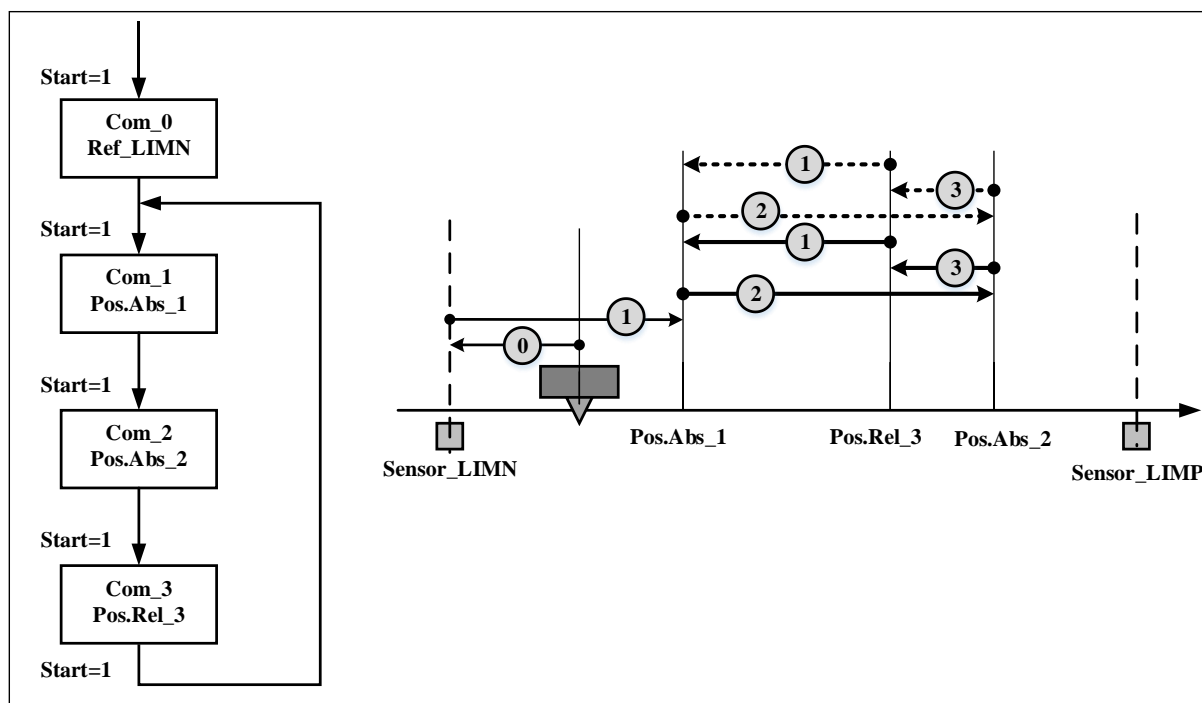 Start=1
Com_0
Ref_LIMN
Start=1
Com_1
Pos.Abs_1
Start=1
Com_2
Pos.Abs_2
Start=1
Com_3
Pos.Rel_3
Start=1
1
3
2
1
3
2
1
0
Pos.Abs_1
Pos.Rel_3
Pos.Abs_2
Sensor_LIMN
Sensor_LIMP